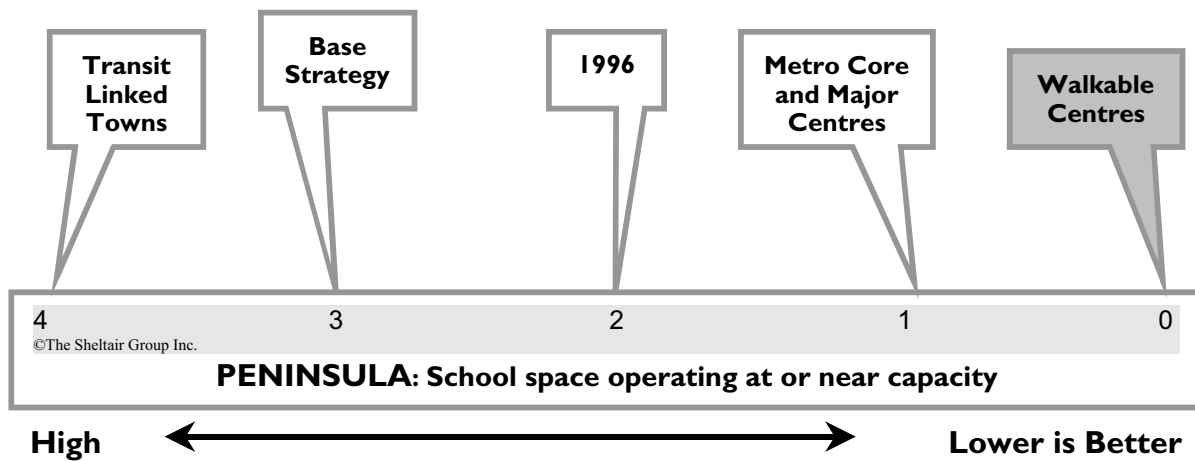 Transit
Linked
Towns
Base
Strategy
1996
Metro Core
and Major
Centres
Walkable
Centres
4 3 2 1 0
©The Sheltair Group Inc.
PENINSULA: School space operating at or near capacity
High Lower is Better